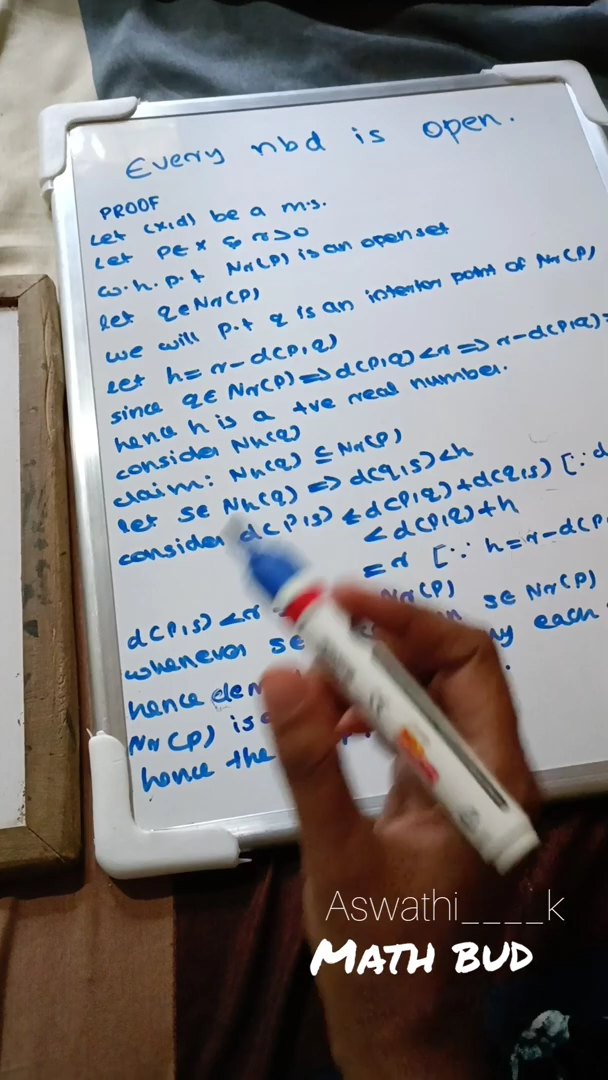 Every nbd is open.
PROOF
Let (x,d) be a m.s.
Let p∈ x & r>0
w.h.p.t Nr(p) is an open set
let q∈Nr(p)
we will p.t q is an interior point of Nr(p)
Let h= r-d(p,q)
since q∈ Nr(p) ⇒ d(p,q)<r ⇒ r-d(p,q)
hence h is a +ve real number.
consider Nh(q)
claim: Nh(q) ⊆ Nr(p)
let s∈ Nh(q) ⇒ d(q,s)<h
consider d(p,s) ≤ d(p,q)+d(q,s) [∵ d
< d(p,q)+h
= r [∵ h=r-d(p,
d(p,s)<r Nr(p)
whenever s∈ s∈ Nr(p)
hence each
Nr(p) is
hence the
Aswathi____k
MATH BUD